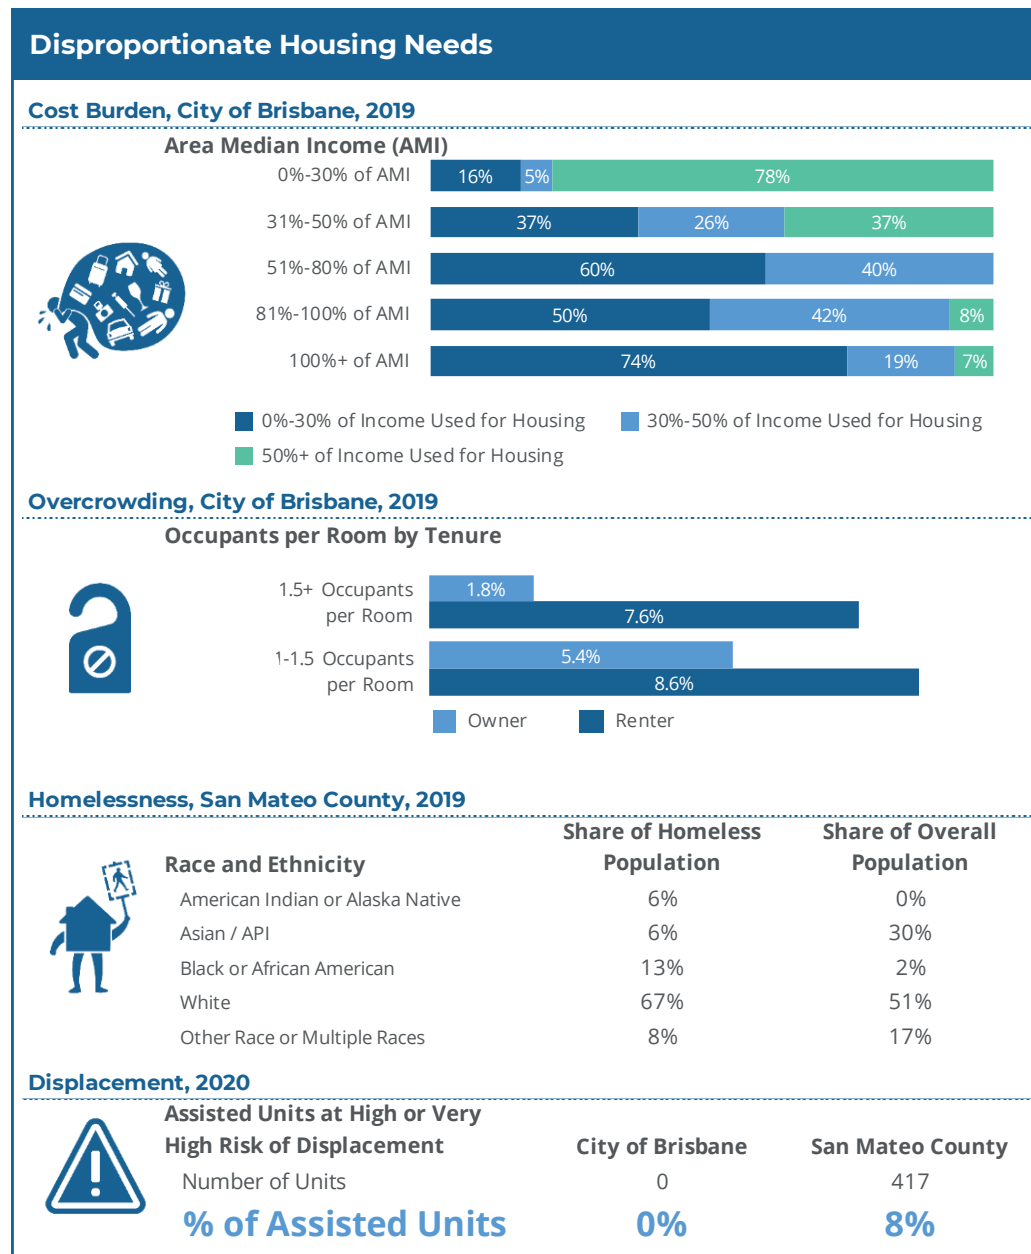 Disproportionate Housing Needs
Cost Burden, City of Brisbane, 2019
Area Median Income (AMI)
0%-30% of AMI 16% 5% 78%
31%-50% of AMI 37% 26% 37%
51%-80% of AMI 60% 40%
81%-100% of AMI 50% 42% 8%
100%+ of AMI 74% 19% 7%
0%-30% of Income Used for Housing 30%-50% of Income Used for Housing
50%+ of Income Used for Housing
Overcrowding, City of Brisbane, 2019
Occupants per Room by Tenure
1.5+ Occupants 1.8%
per Room 7.6%
1-1.5 Occupants 5.4%
per Room 8.6%
Owner Renter
Homelessness, San Mateo County, 2019
Share of Homeless Share of Overall
Race and Ethnicity Population Population
American Indian or Alaska Native 6% 0%
Asian / API 6% 30%
Black or African American 13% 2%
White 67% 51%
Other Race or Multiple Races 8% 17%
Displacement, 2020
Assisted Units at High or Very
High Risk of Displacement City of Brisbane San Mateo County
Number of Units 0 417
% of Assisted Units 0% 8%